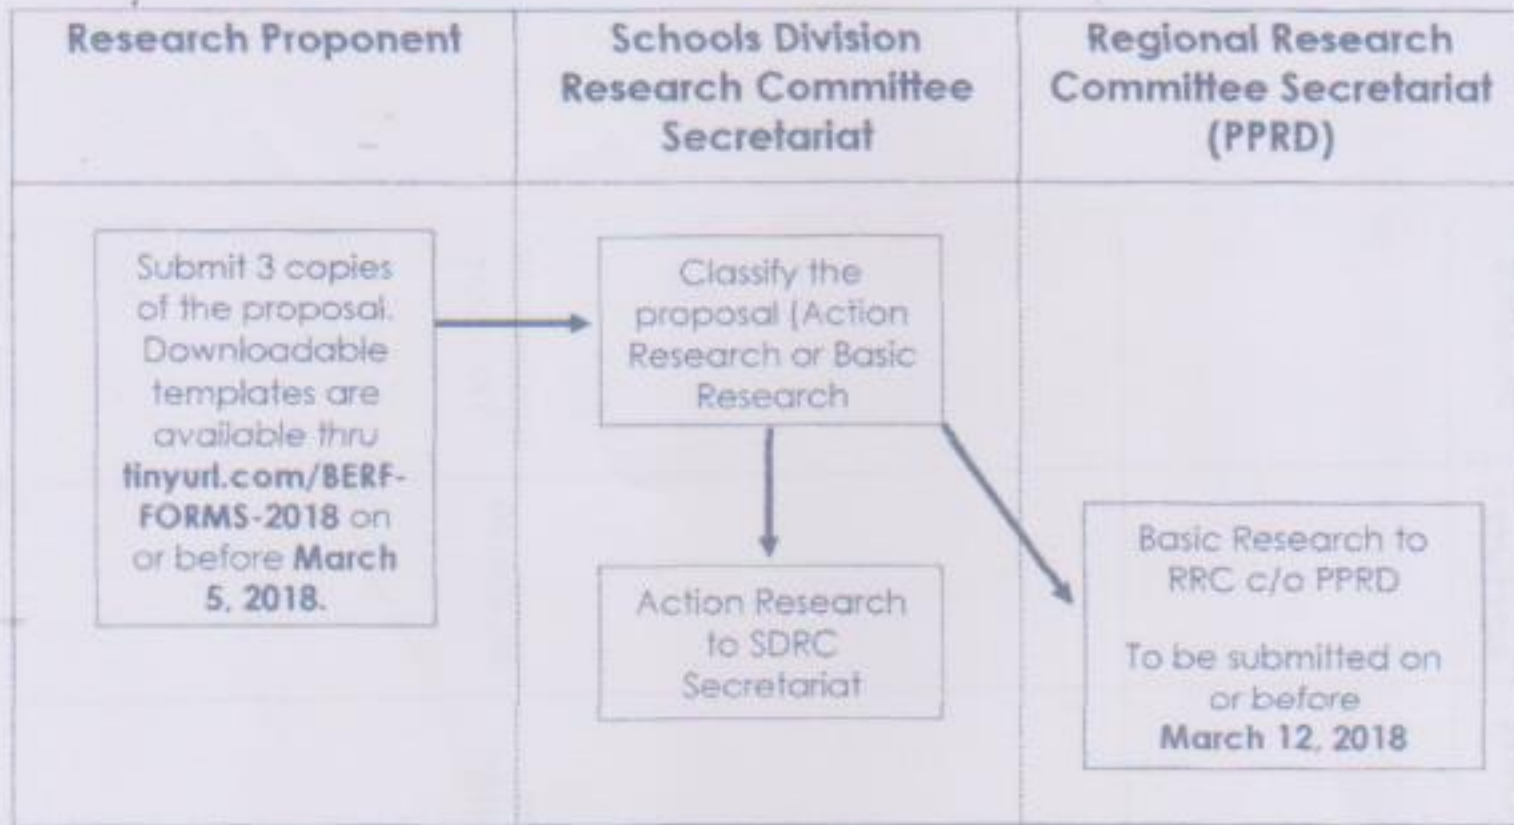 Research Proponent
Schools Division
Research Committee
Secretariat
Regional Research
Committee Secretariat
(PPRD)
Submit 3 copies
of the proposal.
Downloadable
templates are
available thru
tinyurl.com/BERF-
FORMS-2018 on
or before March
5, 2018.
Classify the
proposal (Action
Research or Basic
Research
Action Research
to SDRC
Secretariat
Basic Research to
RRC c/o PPRD
To be submitted on
or before
March 12, 2018